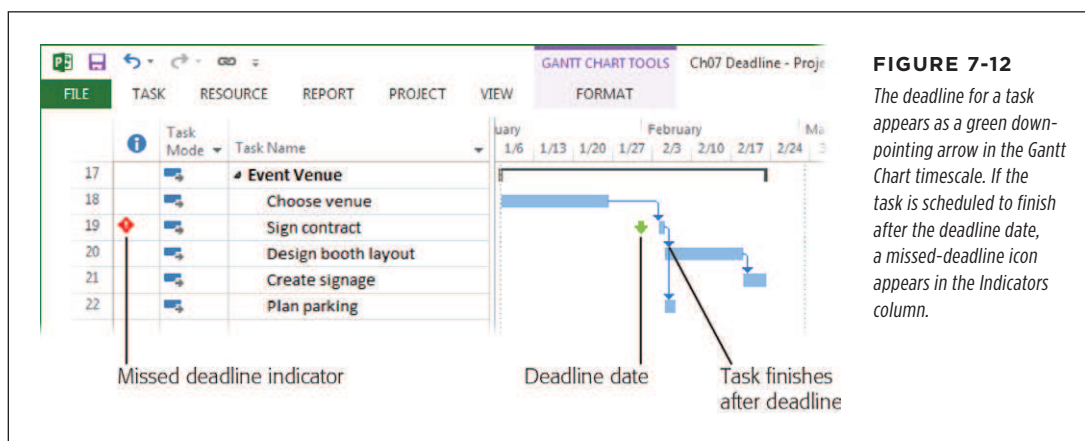 GANTT CHART TOOLS Ch07 Deadline - Proje
FILE TASK RESOURCE REPORT PROJECT VIEW FORMAT
Task Mode Task Name
uary February Ma
1/6 1/13 1/20 1/27 2/3 2/10 2/17 2/24
17 Event Venue
18 Choose venue
19 Sign contract
20 Design booth layout
21 Create signage
22 Plan parking
Missed deadline indicator
Deadline date
Task finishes
after deadline
FIGURE 7-12
The deadline for a task
appears as a green down-
pointing arrow in the Gantt
Chart timescale. If the
task is scheduled to finish
after the deadline date,
a missed-deadline icon
appears in the Indicators
column.